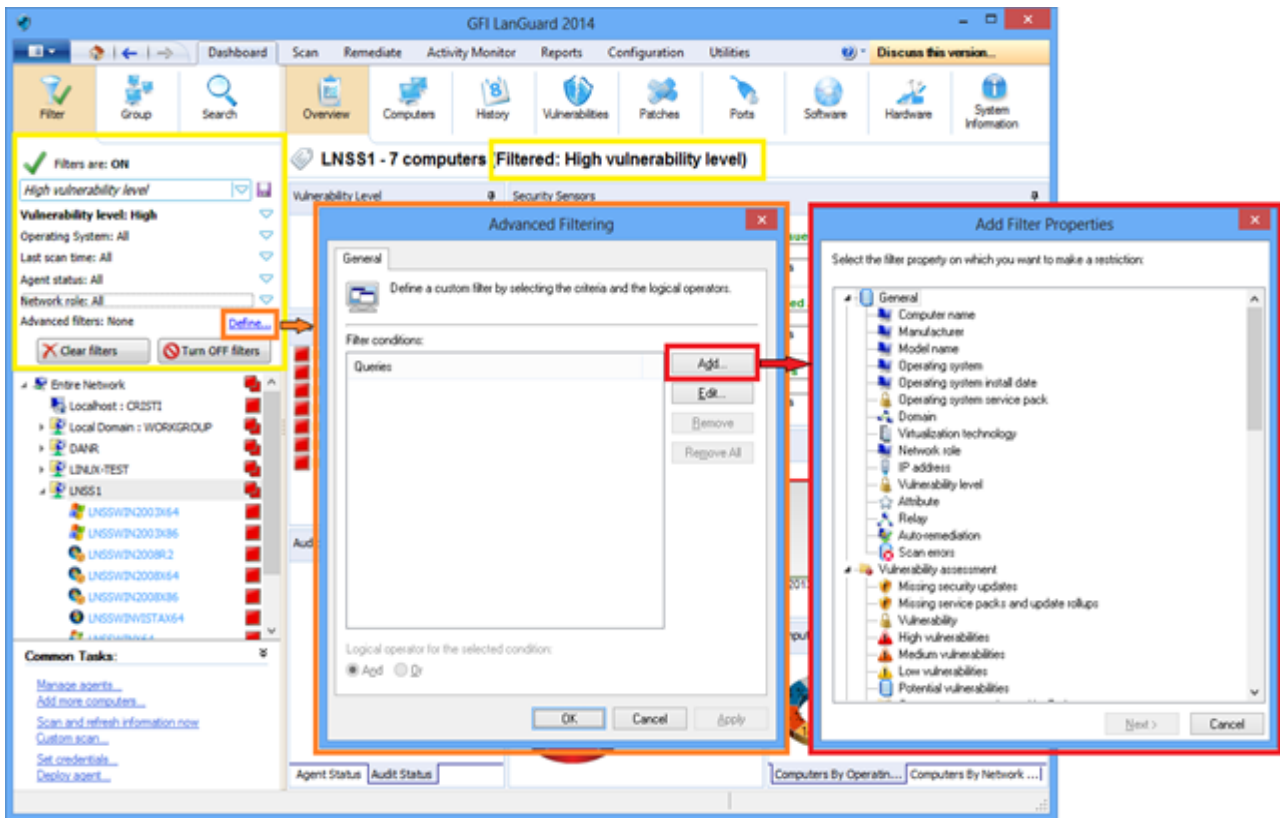 GFI LanGuard 2014
Dashboard Scan Remediate Activity Monitor Reports Configuration Utilities Discuss this version...
Filter Group Search Overview Computers History Vulnerabilities Patches Ports Software Hardware System Information
Filters are: ON
High vulnerability level
Vulnerability level: High
Operating System: All
Last scan time: All
Agent status: All
Network role: All
Advanced filters: None Define...
Clear filters Turn OFF filters
Entire Network
Localhost : CRISTI
Local Domain : WORKGROUP
DANR
LINUX-TEST
LNSS1
LNSSWIN2003X64
LNSSWIN2003X86
LNSSWIN2008R2
LNSSWIN2008X64
LNSSWIN2008X86
LNSSWINVISTAX64
Common Tasks:
Manage agents...
Add more computers...
Scan and refresh information now
Custom scan...
Set credentials...
Deploy agent...
LNSS1 - 7 computers (Filtered: High vulnerability level)
Vulnerability Level Security Sensors
Agent Status Audit Status
Computers By Operatin... Computers By Network ...
Advanced Filtering
General
Define a custom filter by selecting the criteria and the logical operators.
Filter conditions:
Queries
Add...
Edit...
Remove
Remove All
Logical operator for the selected condition:
And Or
OK Cancel Apply
Add Filter Properties
Select the filter property on which you want to make a restriction:
General
Computer name
Manufacturer
Model name
Operating system
Operating system install date
Operating system service pack
Domain
Virtualization technology
Network role
IP address
Vulnerability level
Attribute
Relay
Auto-remediation
Scan errors
Vulnerability assessment
Missing security updates
Missing service packs and update rollups
Vulnerability
High vulnerabilities
Medium vulnerabilities
Low vulnerabilities
Potential vulnerabilities
Next > Cancel